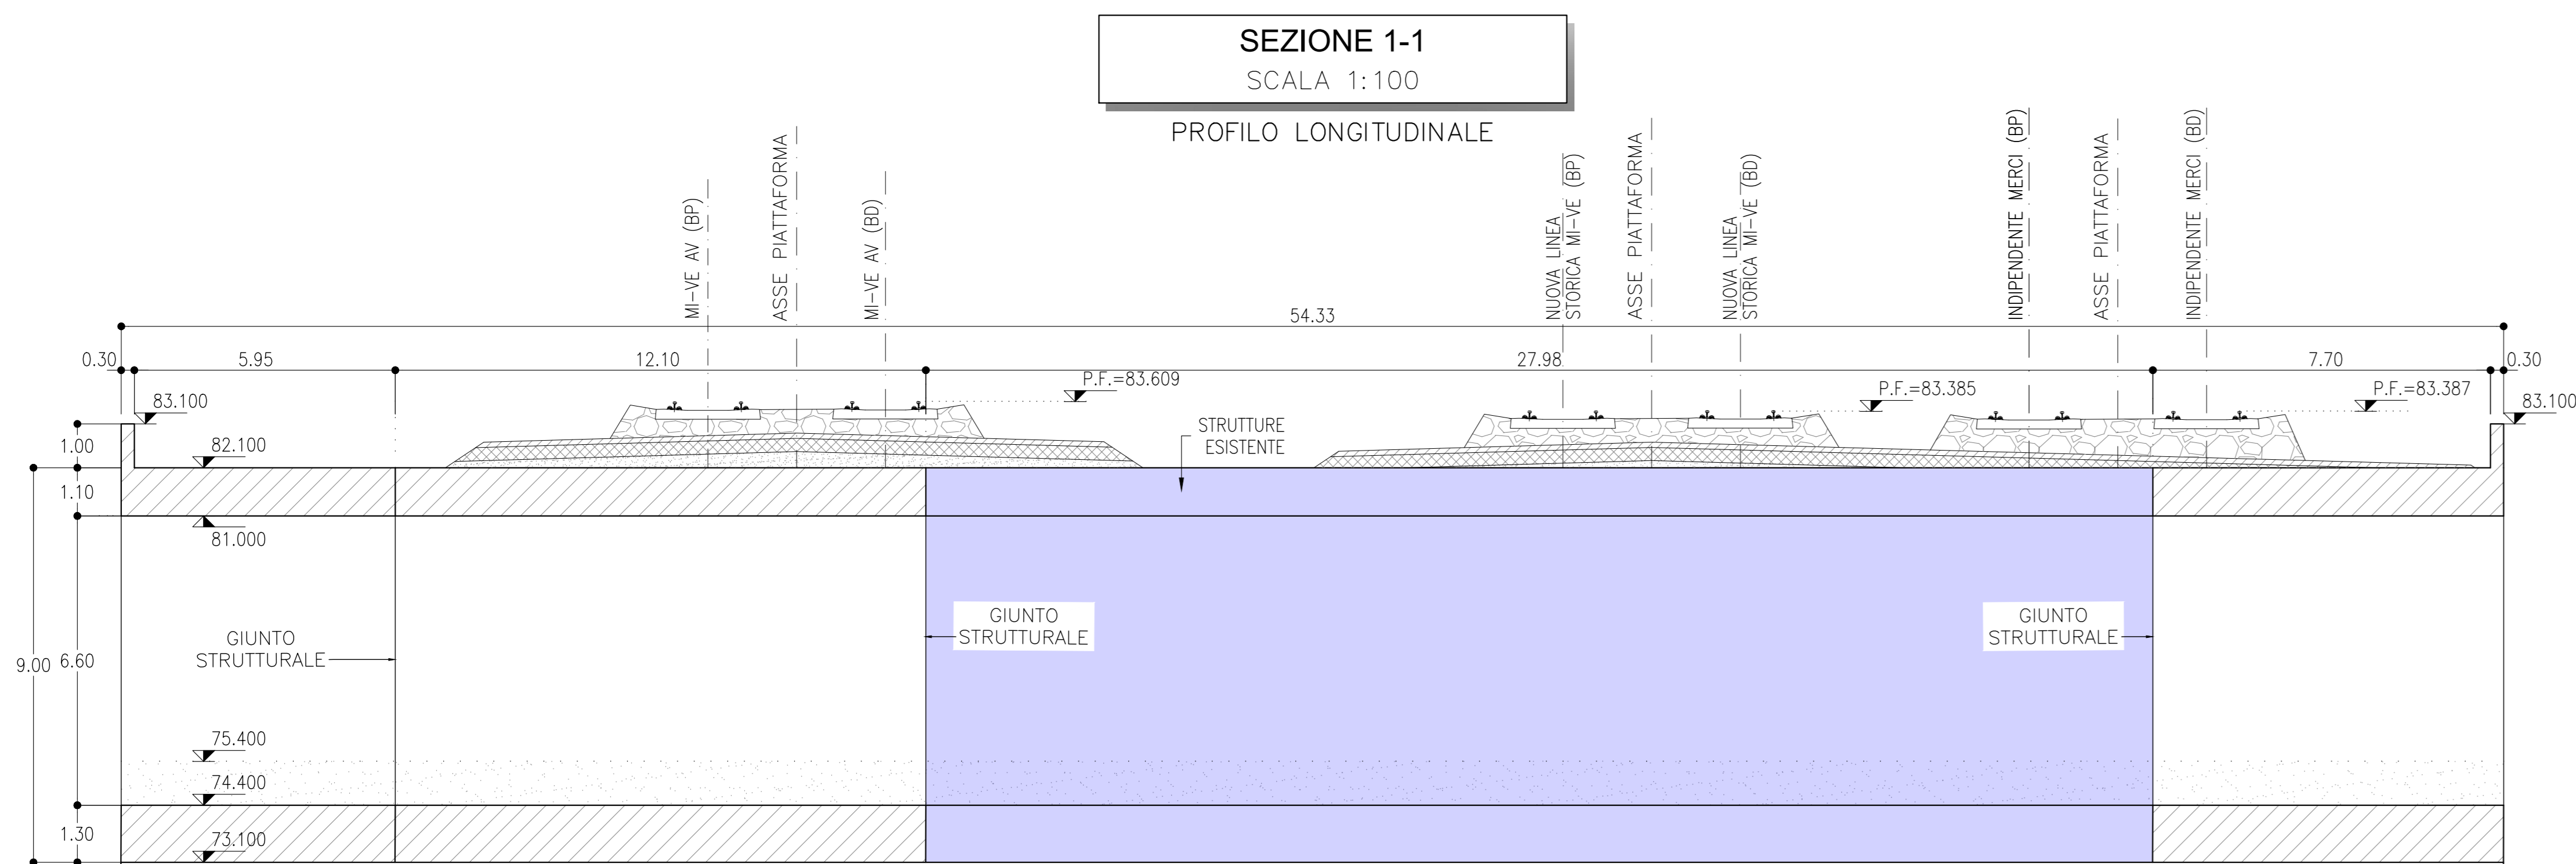 SEZIONE 1-1
SCALA 1:100
PROFILO LONGITUDINALE
MI-VE AV (BP)
ASSE PIATTAFORMA
MI-VE AV (BD)
NUOVA LINEA
STORICA MI-VE (BP)
ASSE PIATTAFORMA
NUOVA LINEA
STORICA MI-VE (BD)
INDIPENDENTE MERCI (BP)
ASSE PIATTAFORMA
INDIPENDENTE MERCI (BD)
54.33
0.30
5.95
12.10
27.98
7.70
0.30
P.F.=83.609
P.F.=83.385
P.F.=83.387
83.100
83.100
STRUTTURE
ESISTENTE
1.00
82.100
1.10
81.000
GIUNTO
STRUTTURALE
GIUNTO
STRUTTURALE
GIUNTO
STRUTTURALE
9.00
6.60
75.400
74.400
1.30
73.100